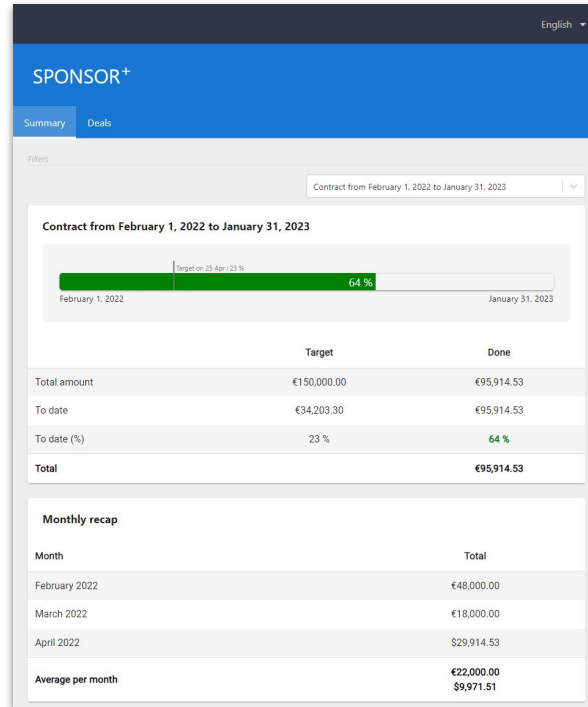 English
SPONSOR+
Summary Deals
Filters
Contract from February 1, 2022 to January 31, 2023
Contract from February 1, 2022 to January 31, 2023
Target on 25 Apr : 23 %
64 %
February 1, 2022 January 31, 2023
Target Done
Total amount €150,000.00 €95,914.53
To date €34,203.30 €95,914.53
To date (%) 23 % 64 %
Total €95,914.53
Monthly recap
Month Total
February 2022 €48,000.00
March 2022 €18,000.00
April 2022 $29,914.53
Average per month €22,000.00
$9,971.51